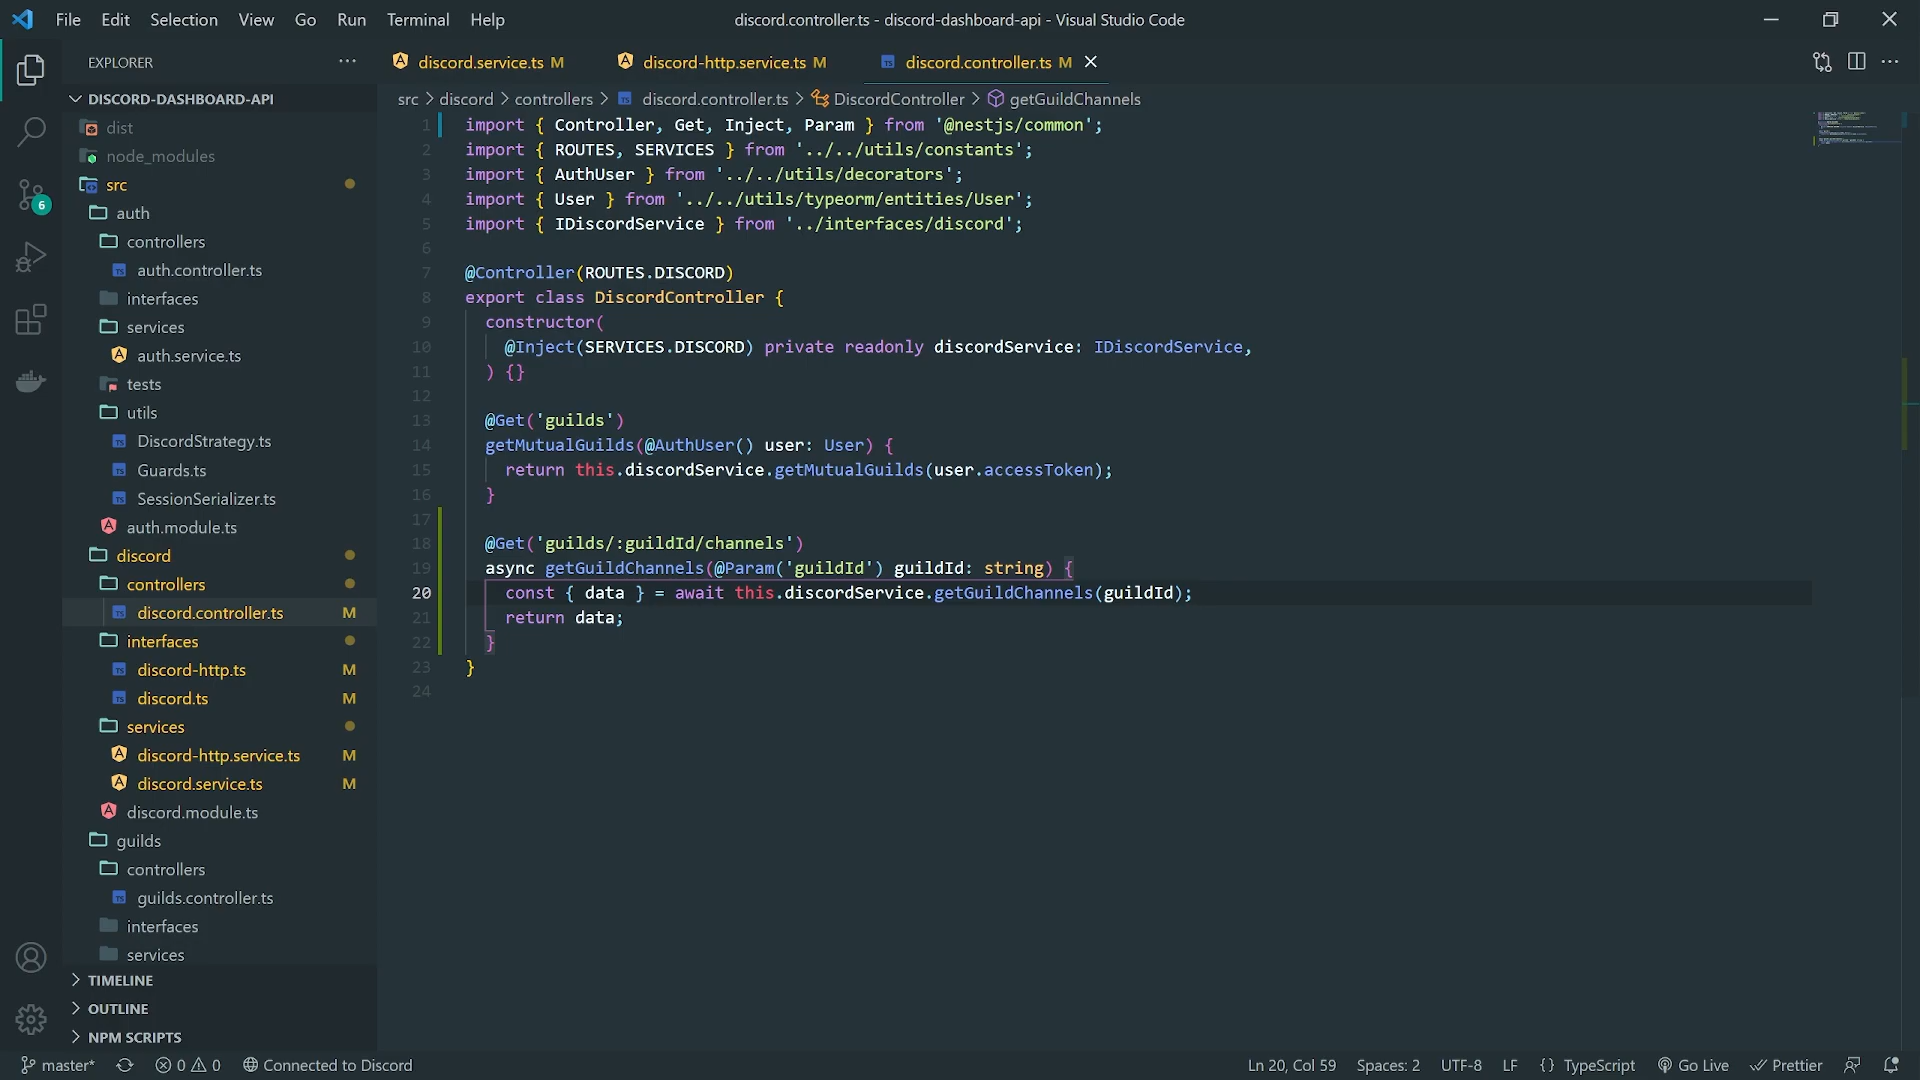 File Edit Selection View Go Run Terminal Help
discord.controller.ts - discord-dashboard-api - Visual Studio Code
EXPLORER
DISCORD-DASHBOARD-API
dist
node_modules
src
auth
controllers
auth.controller.ts
interfaces
services
auth.service.ts
tests
utils
DiscordStrategy.ts
Guards.ts
SessionSerializer.ts
auth.module.ts
discord
controllers
discord.controller.ts M
interfaces
discord-http.ts M
discord.ts M
services
discord-http.service.ts M
discord.service.ts M
discord.module.ts
guilds
controllers
guilds.controller.ts
interfaces
services
TIMELINE
OUTLINE
NPM SCRIPTS
6
discord.service.ts M discord-http.service.ts M discord.controller.ts M
src > discord > controllers > discord.controller.ts > DiscordController > getGuildChannels
1 import { Controller, Get, Inject, Param } from '@nestjs/common';
2 import { ROUTES, SERVICES } from '../../utils/constants';
3 import { AuthUser } from '../../utils/decorators';
4 import { User } from '../../utils/typeorm/entities/User';
5 import { IDiscordService } from '../interfaces/discord';
6
7 @Controller(ROUTES.DISCORD)
8 export class DiscordController {
9 constructor(
10 @Inject(SERVICES.DISCORD) private readonly discordService: IDiscordService,
11 ) {}
12
13 @Get('guilds')
14 getMutualGuilds(@AuthUser() user: User) {
15 return this.discordService.getMutualGuilds(user.accessToken);
16 }
17
18 @Get('guilds/:guildId/channels')
19 async getGuildChannels(@Param('guildId') guildId: string) {
20 const { data } = await this.discordService.getGuildChannels(guildId);
21 return data;
22 }
23 }
24
master* 0 0 Connected to Discord
Ln 20, Col 59 Spaces: 2 UTF-8 LF {} TypeScript Go Live Prettier